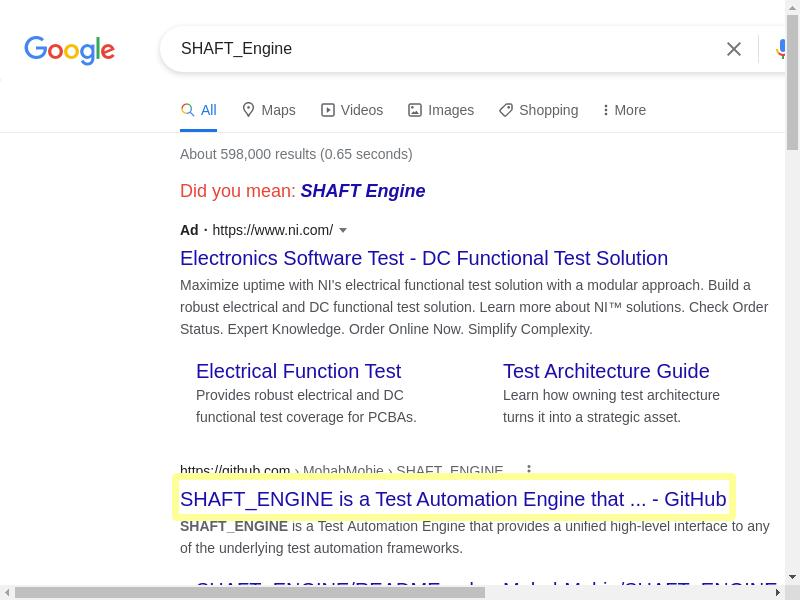 Google
SHAFT_Engine
All Maps Videos Images Shopping More
About 598,000 results (0.65 seconds)
Did you mean: SHAFT Engine
Ad · https://www.ni.com/
Electronics Software Test - DC Functional Test Solution
Maximize uptime with NI's electrical functional test solution with a modular approach. Build a
robust electrical and DC functional test solution. Learn more about NI™ solutions. Check Order
Status. Expert Knowledge. Order Online Now. Simplify Complexity.
Electrical Function Test
Provides robust electrical and DC
functional test coverage for PCBAs.
Test Architecture Guide
Learn how owning test architecture
turns it into a strategic asset.
https://github.com › MohabMohie › SHAFT_ENGINE
SHAFT_ENGINE is a Test Automation Engine that ... - GitHub
SHAFT_ENGINE is a Test Automation Engine that provides a unified high-level interface to any
of the underlying test automation frameworks.